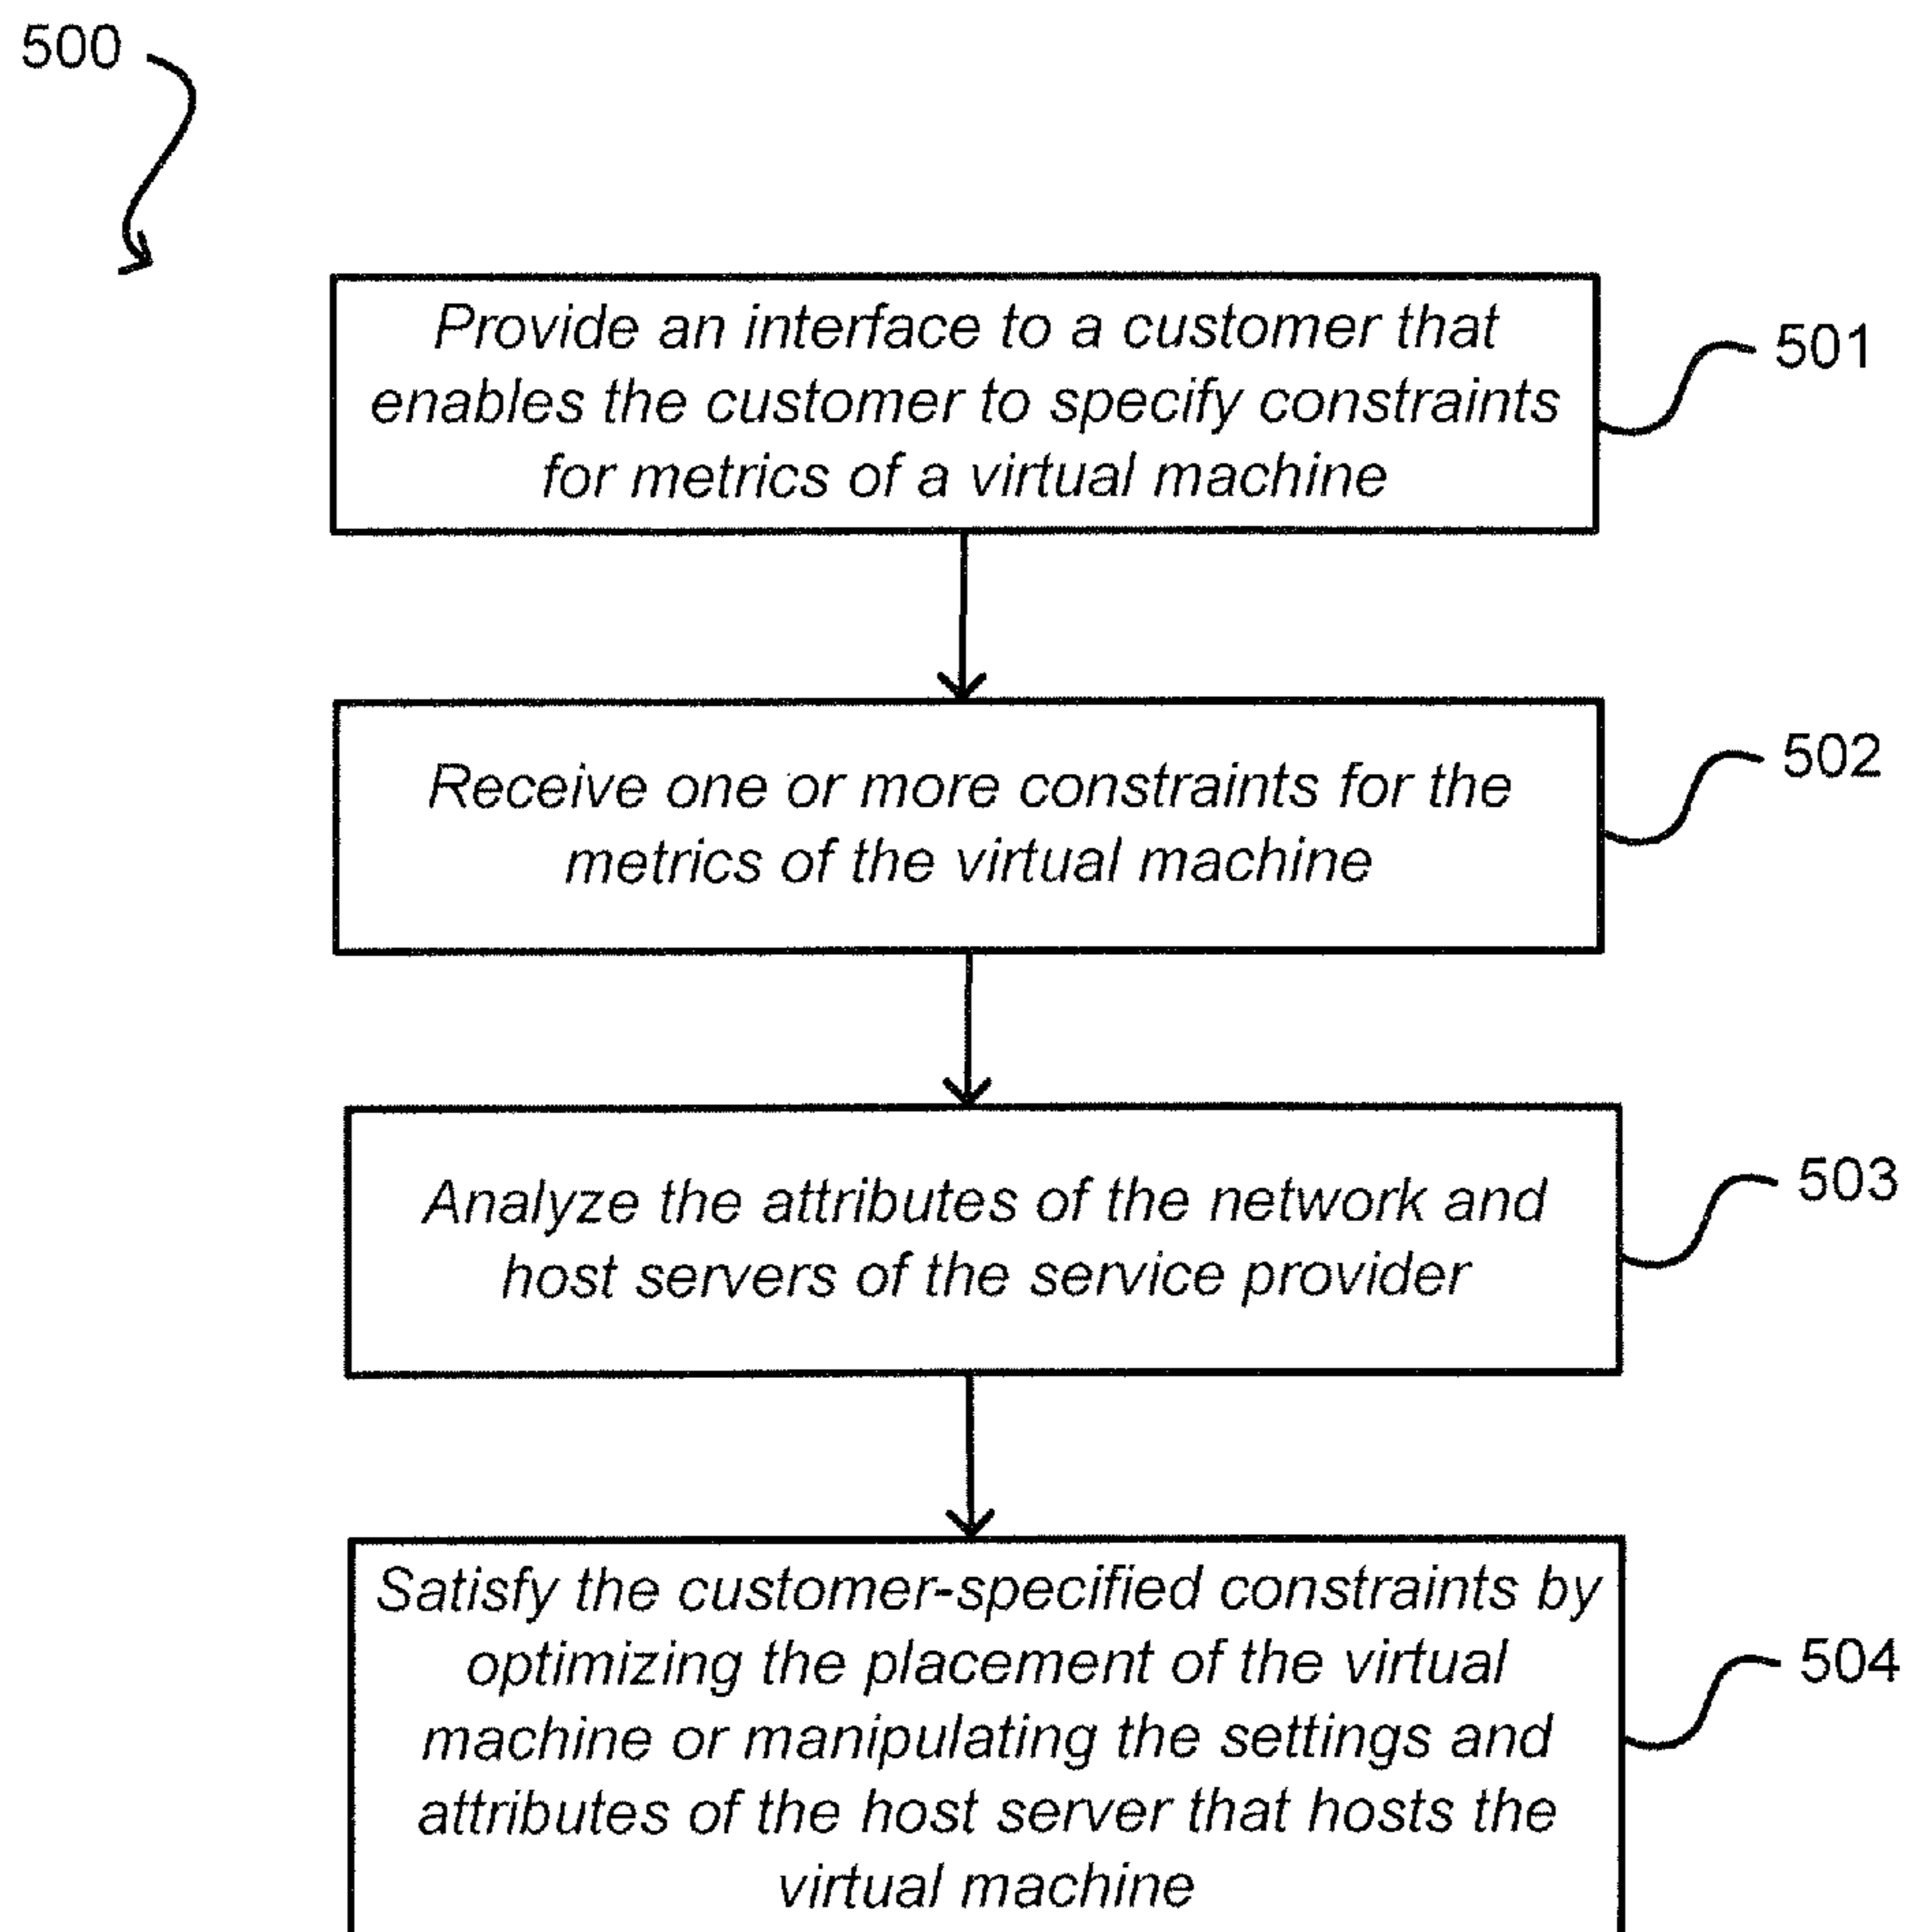 500
Provide an interface to a customer that
enables the customer to specify constraints
for metrics of a virtual machine
501
Receive one or more constraints for the
metrics of the virtual machine
502
Analyze the attributes of the network and
host servers of the service provider
503
Satisfy the customer-specified constraints by
optimizing the placement of the virtual
machine or manipulating the settings and
attributes of the host server that hosts the
virtual machine
504